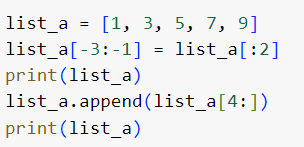 list_a = [1, 3, 5, 7, 9]
list_a[-3:-1] = list_a[:2]
print(list_a)
list_a.append(list_a[4:])
print(list_a)